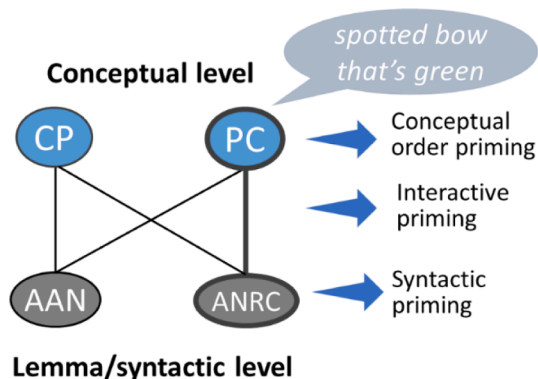 spotted bow
that's green
Conceptual level
CP
PC
Conceptual
order priming
Interactive
priming
AAN
ANRC
Syntactic
priming
Lemma/syntactic level